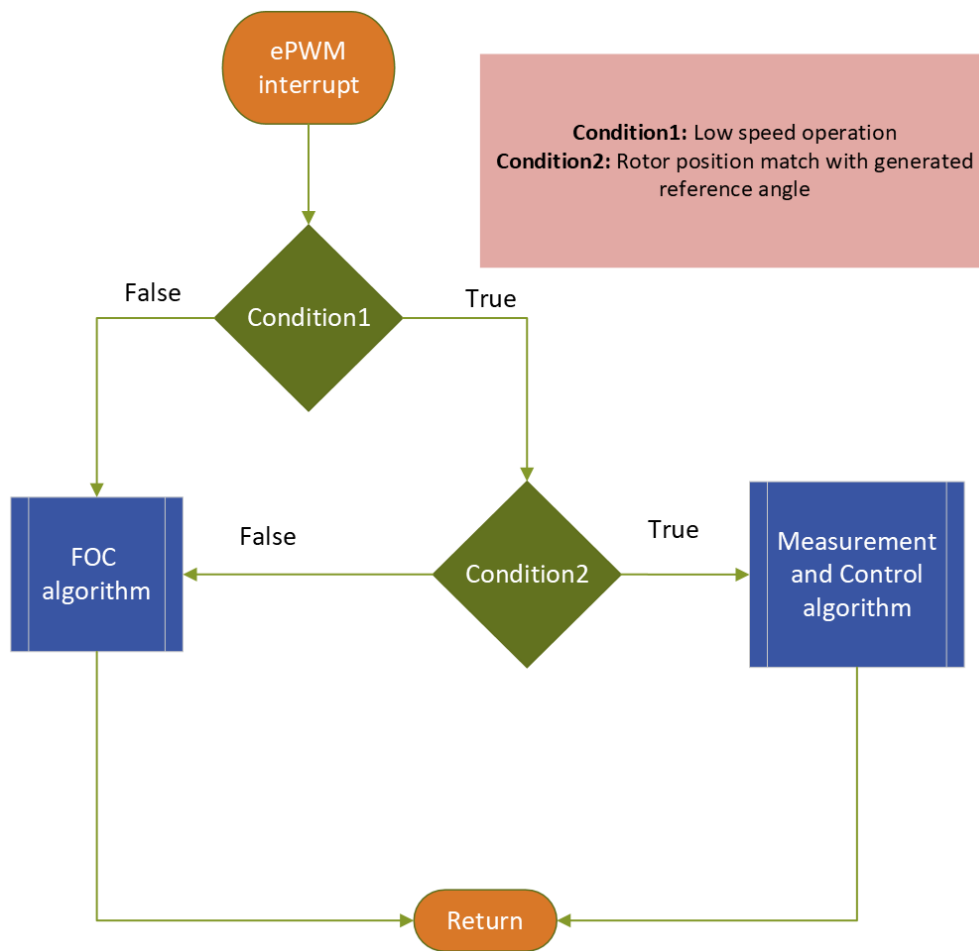 ePWM
interrupt
Condition1: Low speed operation
Condition2: Rotor position match with generated
reference angle
False
True
Condition1
False
True
FOC
algorithm
Condition2
Measurement
and Control
algorithm
Return